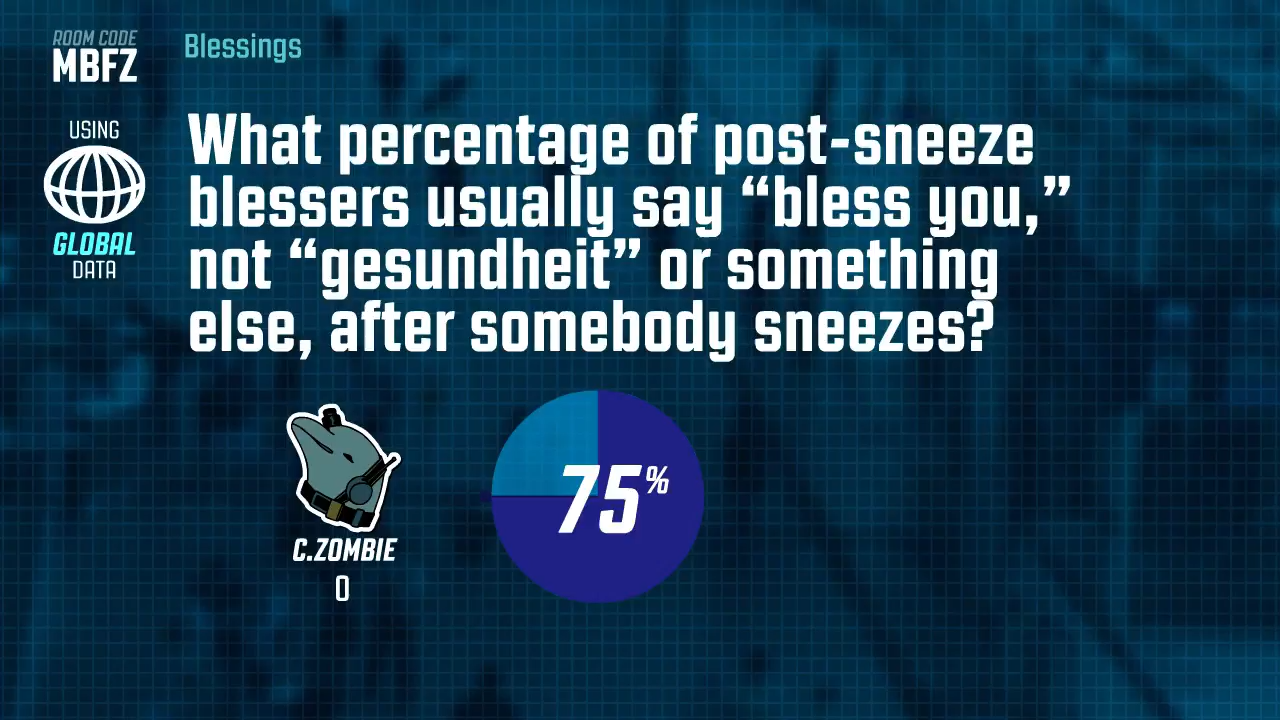 ROOM CODE
MBFZ
Blessings
USING
GLOBAL
DATA
What percentage of post-sneeze
blessers usually say “bless you,”
not “gesundheit” or something
else, after somebody sneezes?
75%
C.ZOMBIE
0